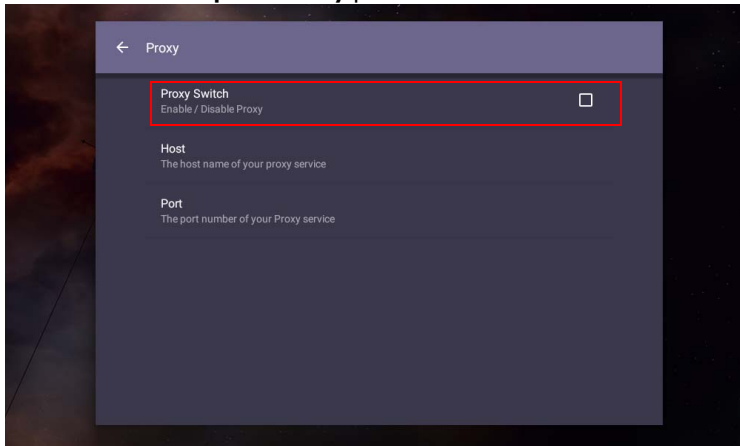 Proxy
Proxy Switch
Enable / Disable Proxy
Host
The host name of your proxy service
Port
The port number of your Proxy service